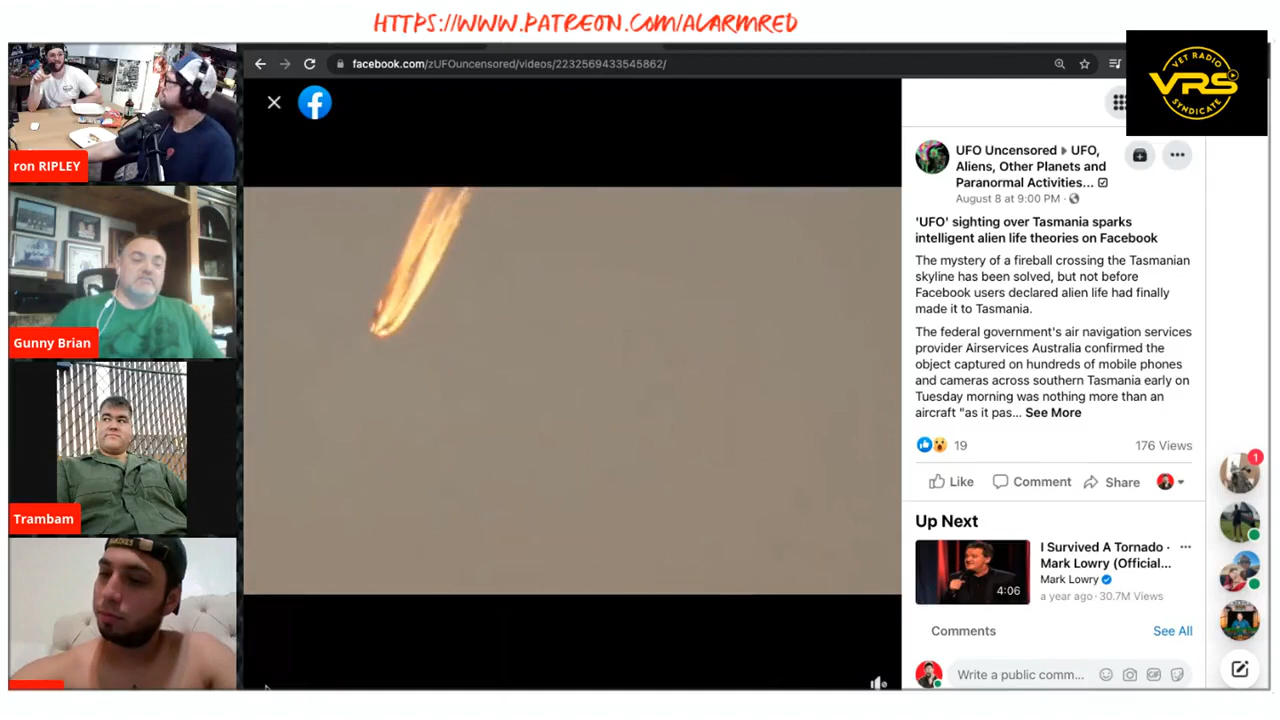 HTTPS://WWW.PATREON.COM/ALARMRED
facebook.com/zUFOuncensored/videos/2232569433545862/
VET RADIO
VRS
SYNDICATE
ron RIPLEY
Gunny Brian
Trambam
UFO Uncensored ▸ UFO,
Aliens, Other Planets and
Paranormal Activities...
August 8 at 9:00 PM ·
'UFO' sighting over Tasmania sparks
intelligent alien life theories on Facebook
The mystery of a fireball crossing the Tasmanian
skyline has been solved, but not before
Facebook users declared alien life had finally
made it to Tasmania.
The federal government's air navigation services
provider Airservices Australia confirmed the
object captured on hundreds of mobile phones
and cameras across southern Tasmania early on
Tuesday morning was nothing more than an
aircraft "as it pas... See More
19
176 Views
Like
Comment
Share
1
Up Next
I Survived A Tornado ·
Mark Lowry (Official...
Mark Lowry
a year ago · 30.7M Views
4:06
Comments
See All
Write a public comm...
GIF